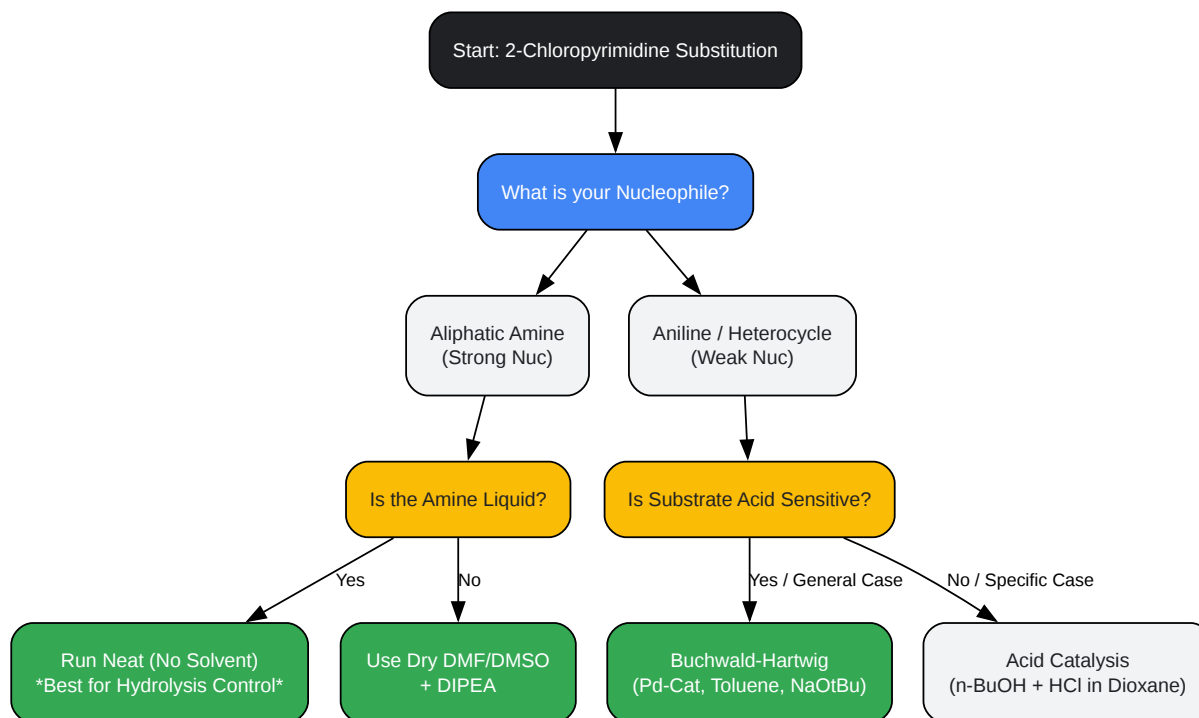 Start: 2-Chloropyrimidine Substitution
What is your Nucleophile?
Aliphatic Amine
(Strong Nuc)
Aniline / Heterocycle
(Weak Nuc)
Is the Amine Liquid?
Is Substrate Acid Sensitive?
Yes
No
Yes / General Case
No / Specific Case
Run Neat (No Solvent)
*Best for Hydrolysis Control*
Use Dry DMF/DMSO
+ DIPEA
Buchwald-Hartwig
(Pd-Cat, Toluene, NaOtBu)
Acid Catalysis
(n-BuOH + HCl in Dioxane)